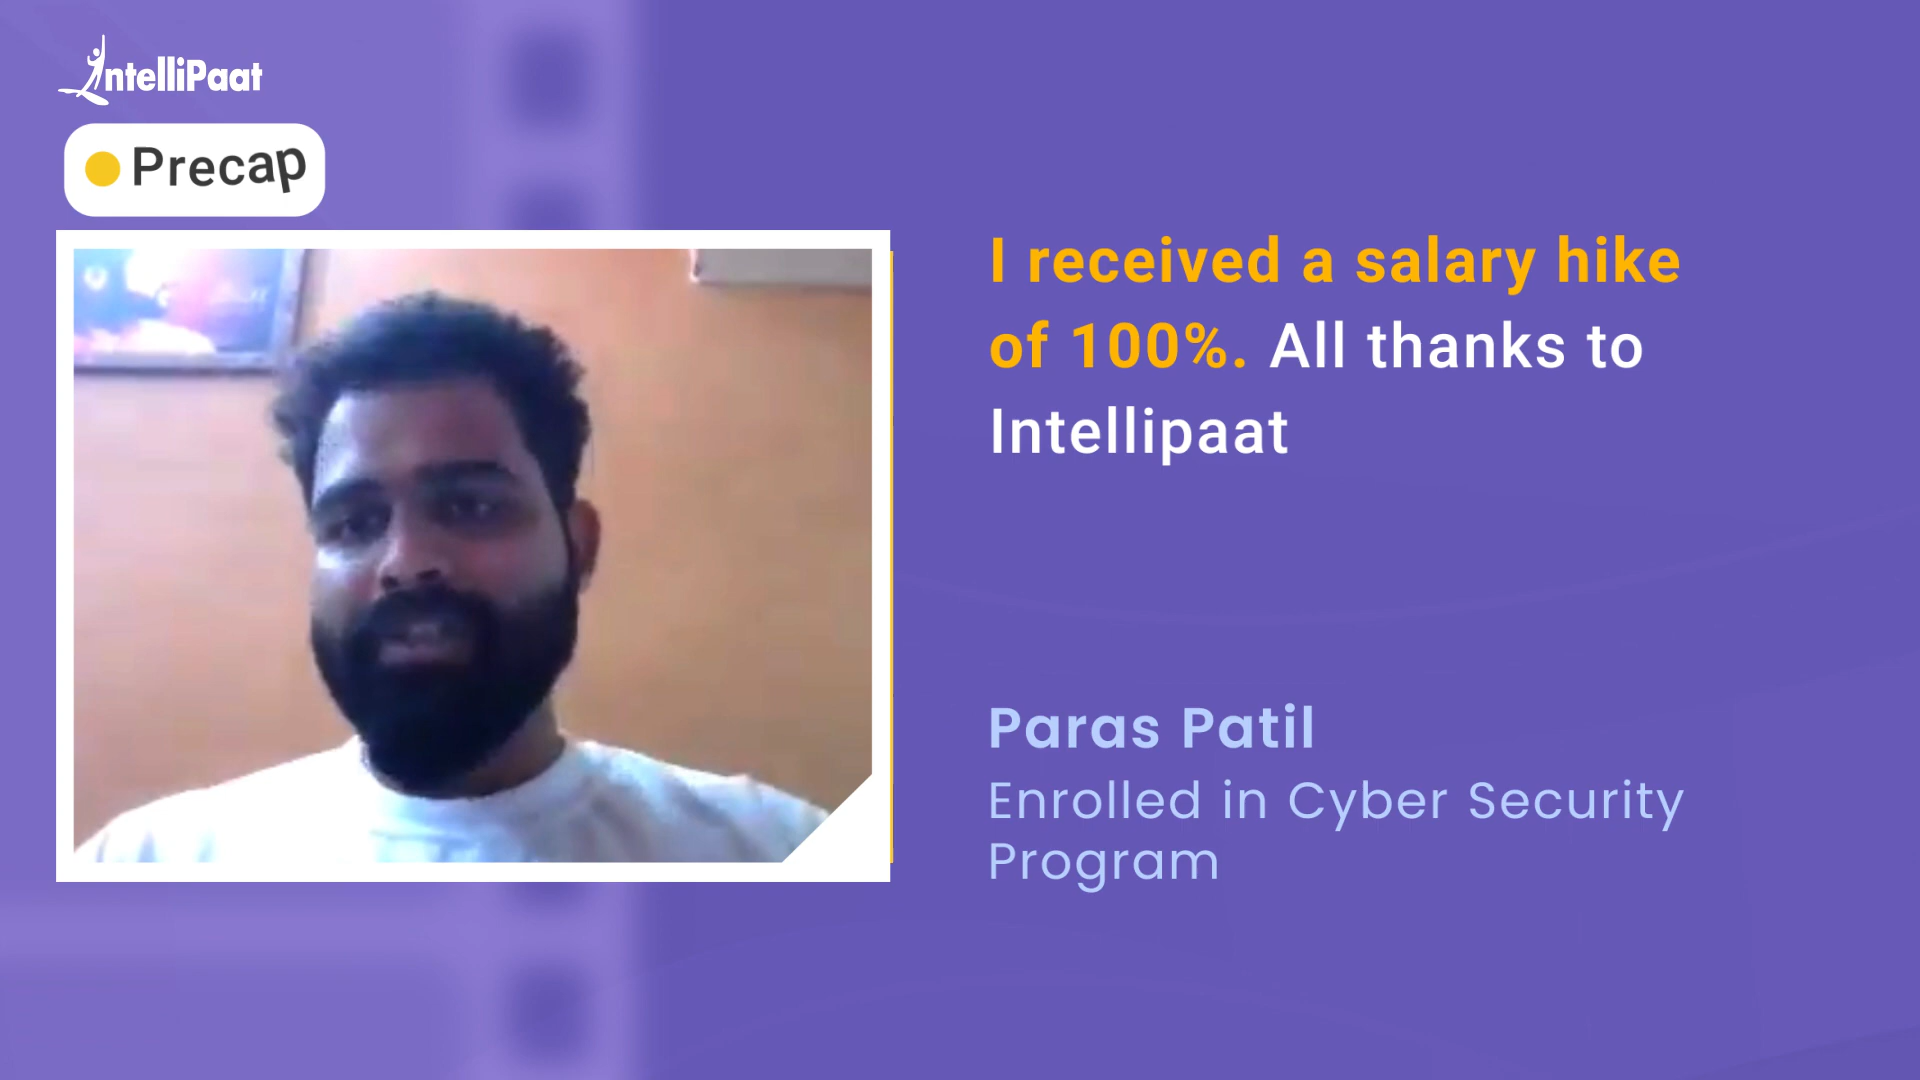 IntelliPaat
Precap
I received a salary hike
of 100%. All thanks to
Intellipaat
Paras Patil
Enrolled in Cyber Security
Program